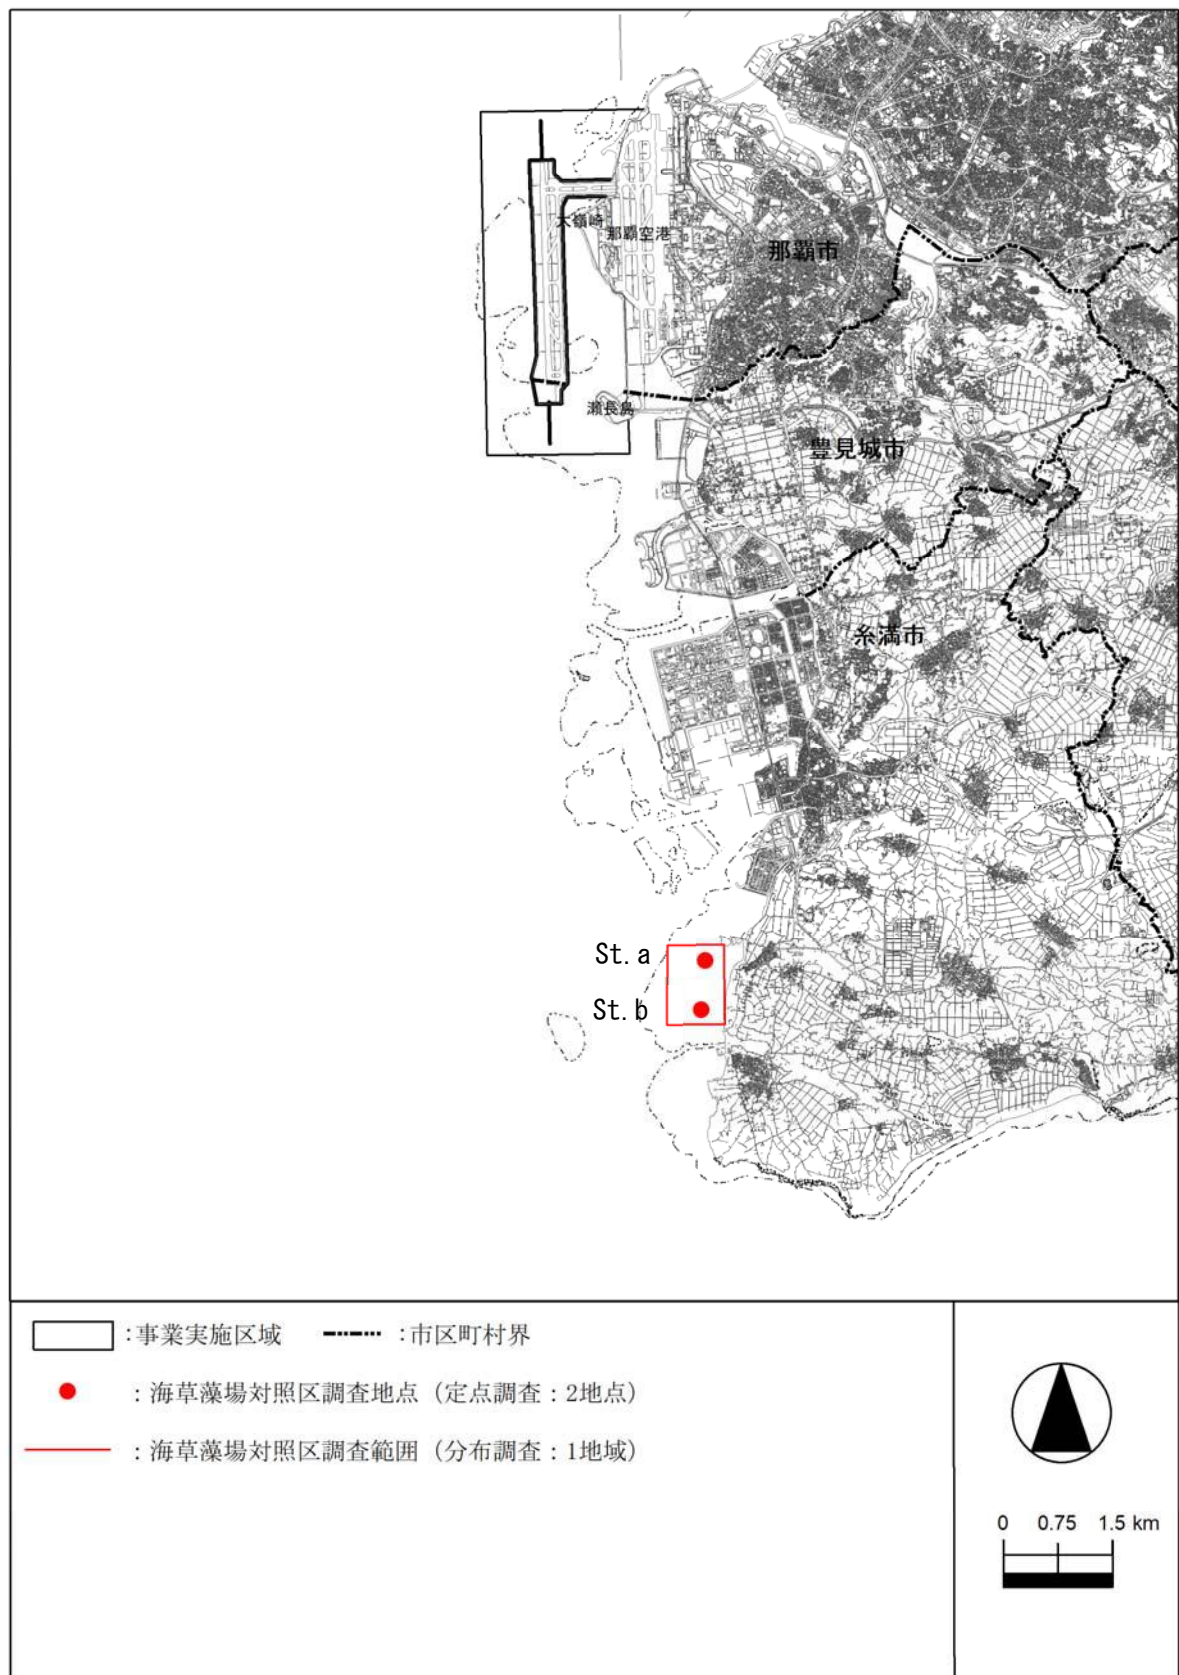 大嶺崎
那覇空港
那覇市
瀬長島
豊見城市
糸満市
St. a
St. b
:事業実施区域 :市区町村界
:海草藻場対照区調査地点(定点調査:2地点)
:海草藻場対照区調査範囲(分布調査:1地域)
0 0.75 1.5 km